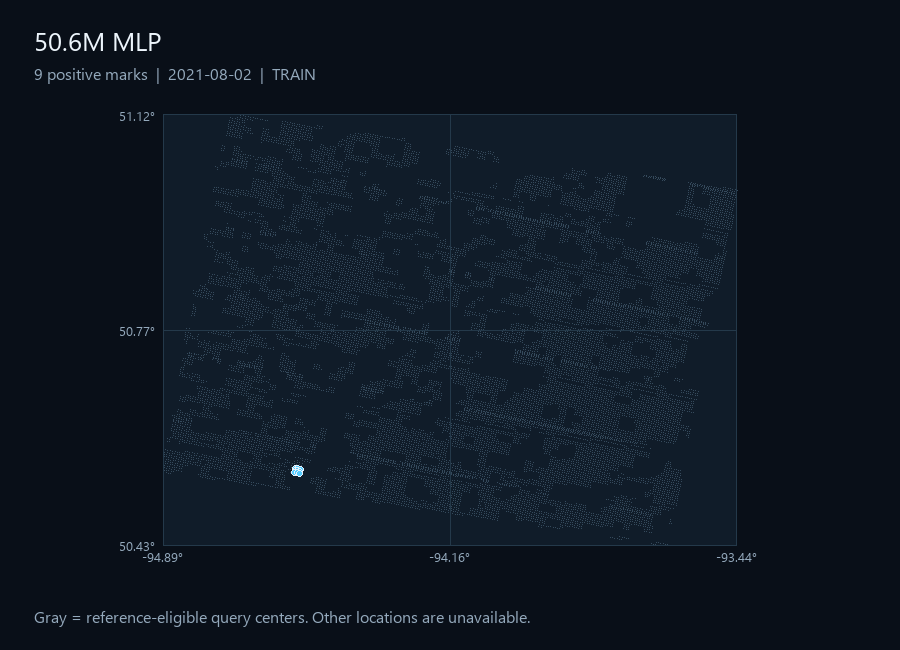 50.6M MLP
9 positive marks | 2021-08-02 | TRAIN
51.12°
50.77°
50.43°
-94.89°
-94.16°
-93.44°
Gray = reference-eligible query centers. Other locations are unavailable.